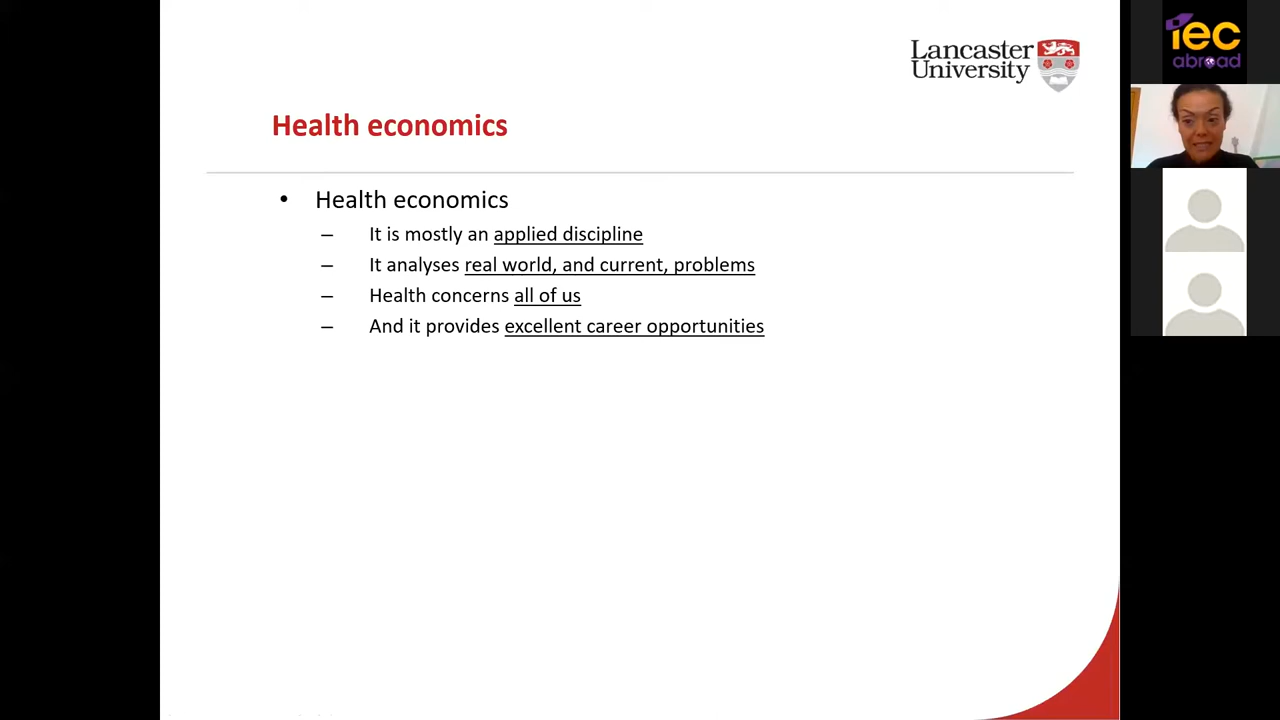 Lancaster
University
iec
abroad
Health economics
• Health economics
– It is mostly an applied discipline
– It analyses real world, and current, problems
– Health concerns all of us
– And it provides excellent career opportunities